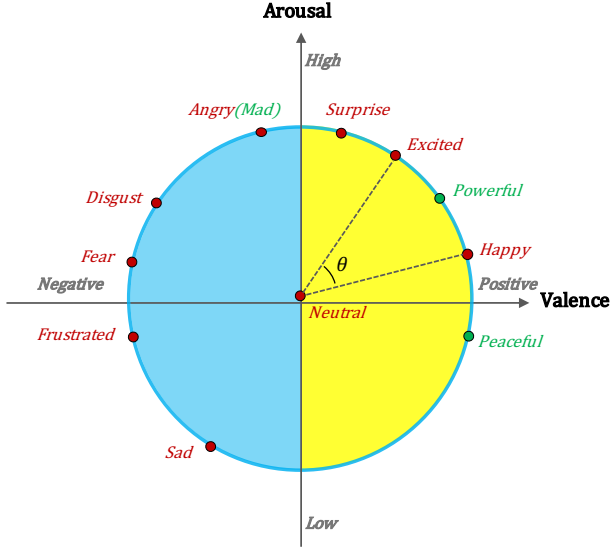 Arousal
High
Angry(Mad)
Surprise
Excited
Disgust
Powerful
Fear
Happy
θ
Negative
Positive
Valence
Neutral
Frustrated
Peaceful
Sad
Low